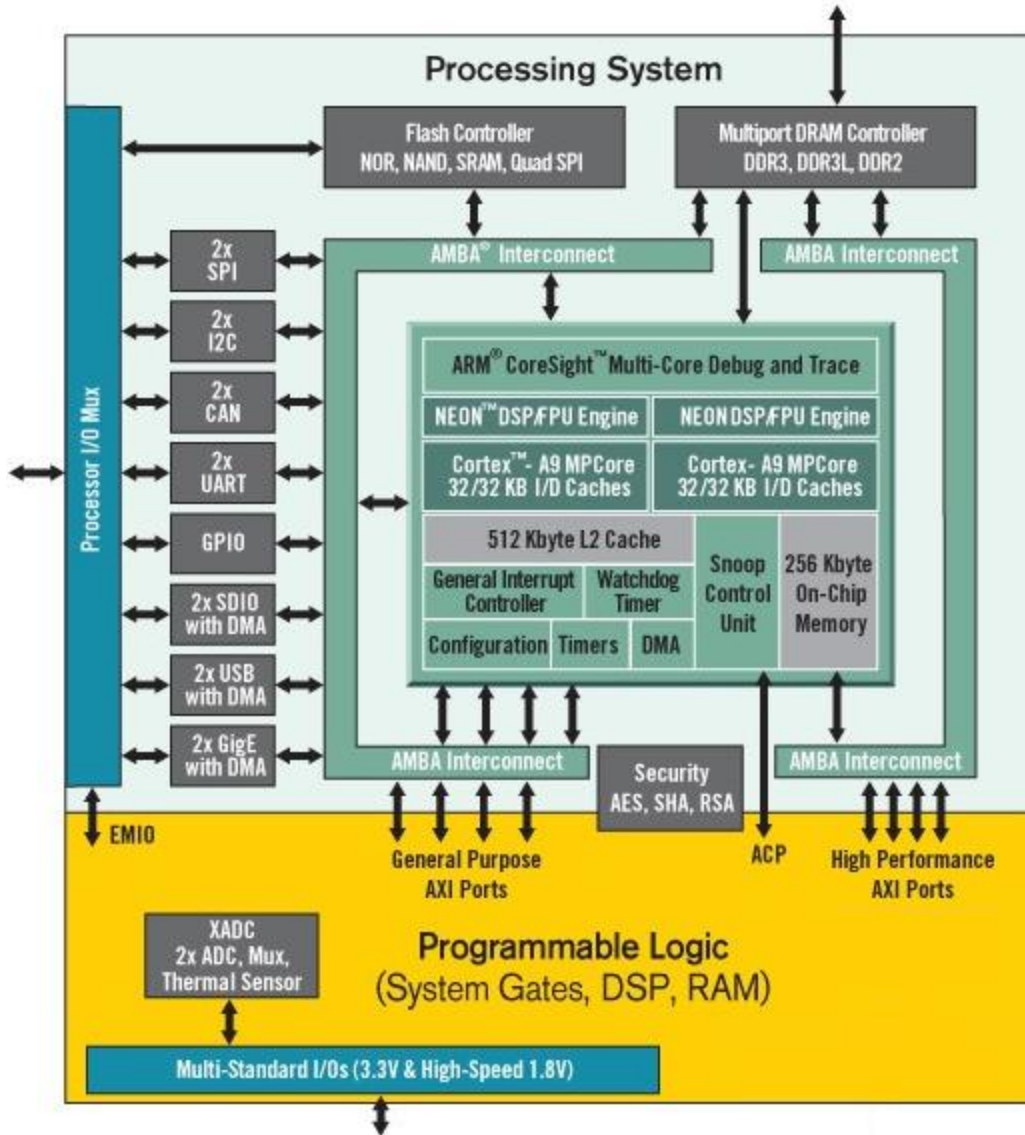 Processing System
Flash Controller
NOR, NAND, SRAM, Quad SPI
Multiport DRAM Controller
DDR3, DDR3L, DDR2
AMBA® Interconnect
AMBA Interconnect
Processor I/O Mux
2x
SPI
2x
I2C
2x
CAN
2x
UART
GPIO
2x SDIO
with DMA
2x USB
with DMA
2x GigE
with DMA
ARM® CoreSight™ Multi-Core Debug and Trace
NEON™ DSP/FPU Engine
NEON DSP/FPU Engine
Cortex™- A9 MPCore
32/32 KB I/D Caches
Cortex- A9 MPCore
32/32 KB I/D Caches
512 Kbyte L2 Cache
General Interrupt
Controller
Watchdog
Timer
Configuration
Timers
DMA
Snoop
Control
Unit
256 Kbyte
On-Chip
Memory
AMBA Interconnect
Security
AES, SHA, RSA
AMBA Interconnect
EMIO
General Purpose
AXI Ports
ACP
High Performance
AXI Ports
XADC
2x ADC, Mux,
Thermal Sensor
Programmable Logic
(System Gates, DSP, RAM)
Multi-Standard I/Os (3.3V & High-Speed 1.8V)